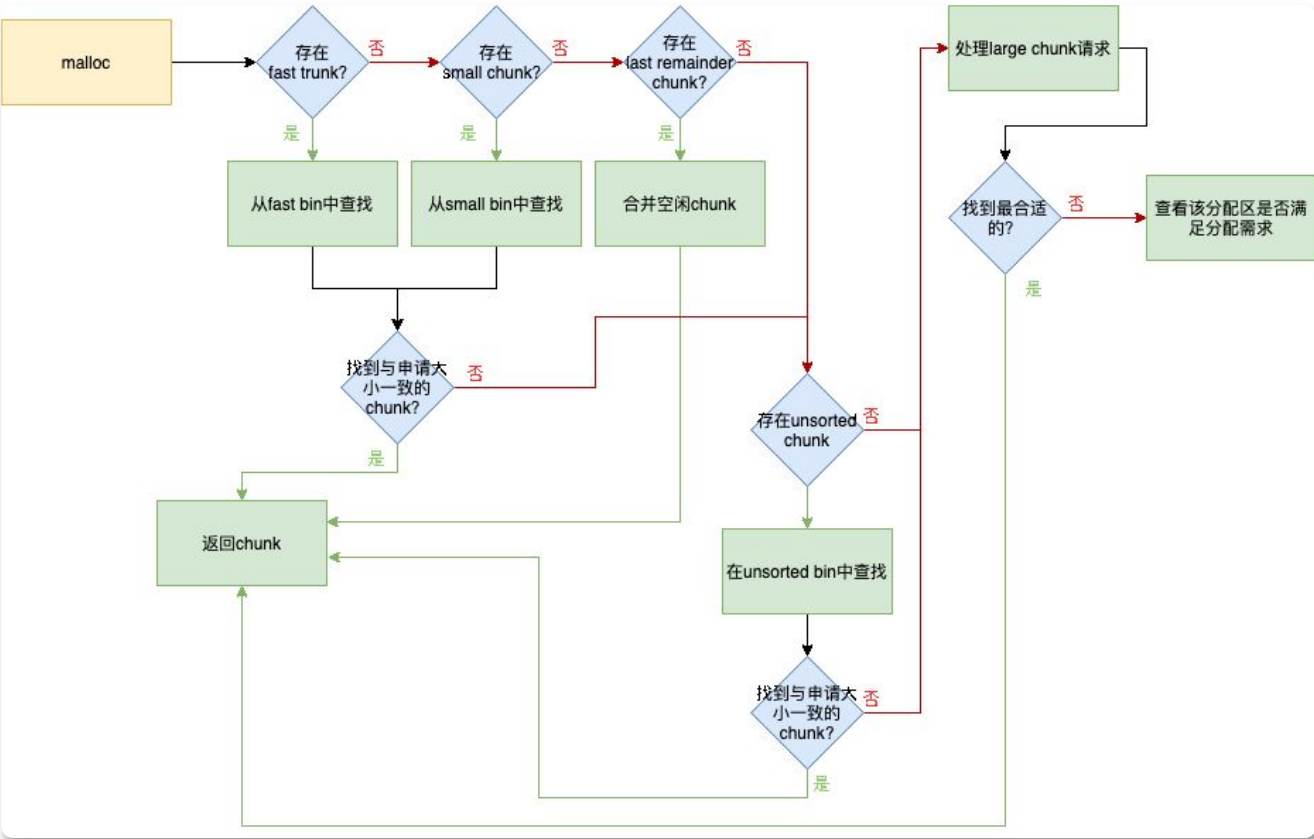 malloc
存在
fast trunk?
否
存在
small chunk?
否
存在
last remainder
chunk?
否
处理large chunk请求
是
是
是
从fast bin中查找
从small bin中查找
合并空闲chunk
找到最合适
的?
否
查看该分配区是否满
足分配需求
是
找到与申请大
小一致的
chunk?
否
是
存在unsorted
chunk
否
返回chunk
在unsorted bin中查找
找到与申请大
小一致的
chunk?
否
是